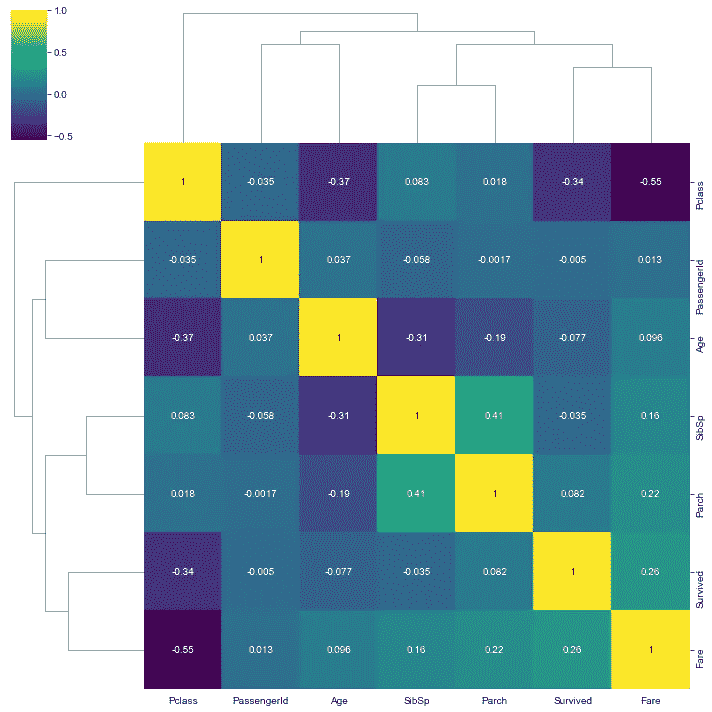 1.0
0.5
0.0
−0.5
1 -0.035 -0.37 0.083 0.018 -0.34 -0.55
Pclass
-0.035 1 0.037 -0.058 -0.0017 -0.005 0.013
PassengerId
-0.37 0.037 1 -0.31 -0.19 -0.077 0.096
Age
0.083 -0.058 -0.31 1 0.41 -0.035 0.16
SibSp
0.018 -0.0017 -0.19 0.41 1 0.082 0.22
Parch
-0.34 -0.005 -0.077 -0.035 0.082 1 0.26
Survived
-0.55 0.013 0.096 0.16 0.22 0.26 1
Fare
Pclass PassengerId Age SibSp Parch Survived Fare